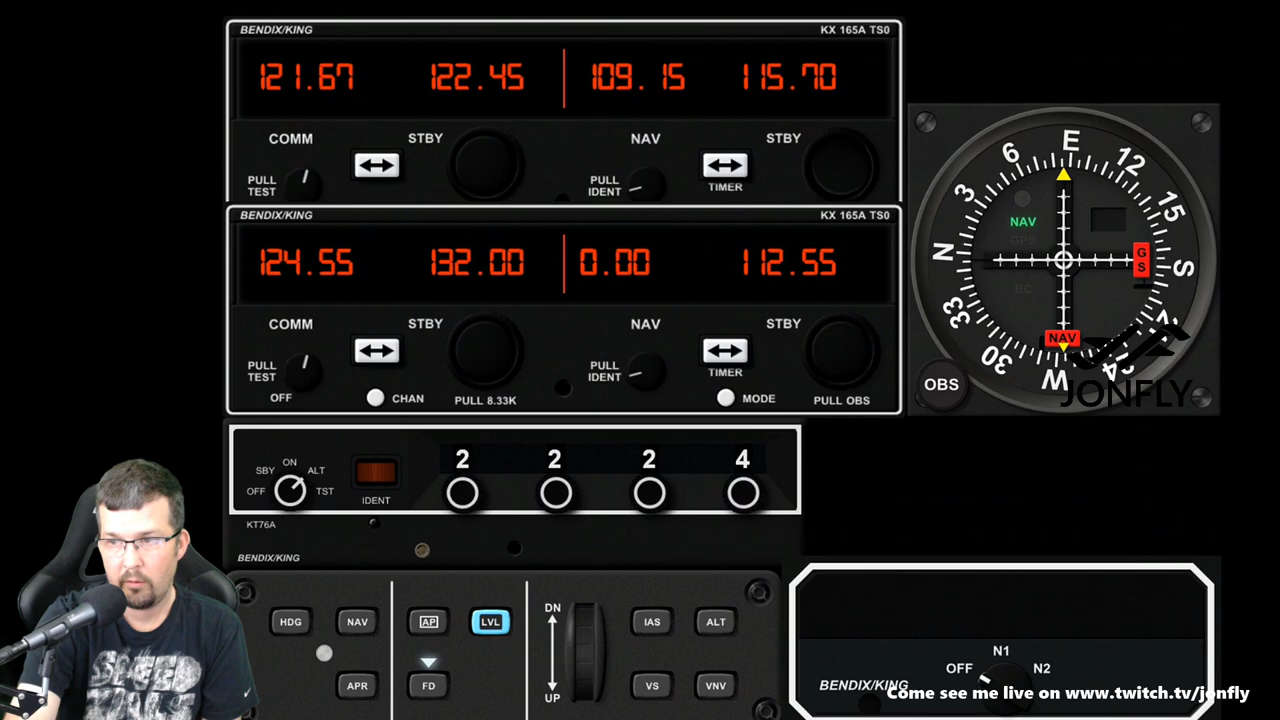 BENDIX/KING KX 165A TS0
121.67 122.45 109.15 115.70
COMM STBY NAV STBY
PULL TEST PULL IDENT TIMER
BENDIX/KING KX 165A TS0
124.55 132.00 0.00 112.55
COMM STBY NAV STBY
PULL TEST PULL IDENT TIMER
OFF CHAN PULL 8.33K MODE PULL OBS
E
6 12
3 15
NAV
GPS
N G S S
BC
33
NAV
30 W 24
OBS
JONFLY
2 2 2 4
ON
SBY ALT
OFF TST
IDENT
KT76A
BENDIX/KING
HDG NAV AP LVL DN IAS ALT
APR FD UP VS VNV
N1
OFF N2
BENDIX/KING
Come see me live on www.twitch.tv/jonfly